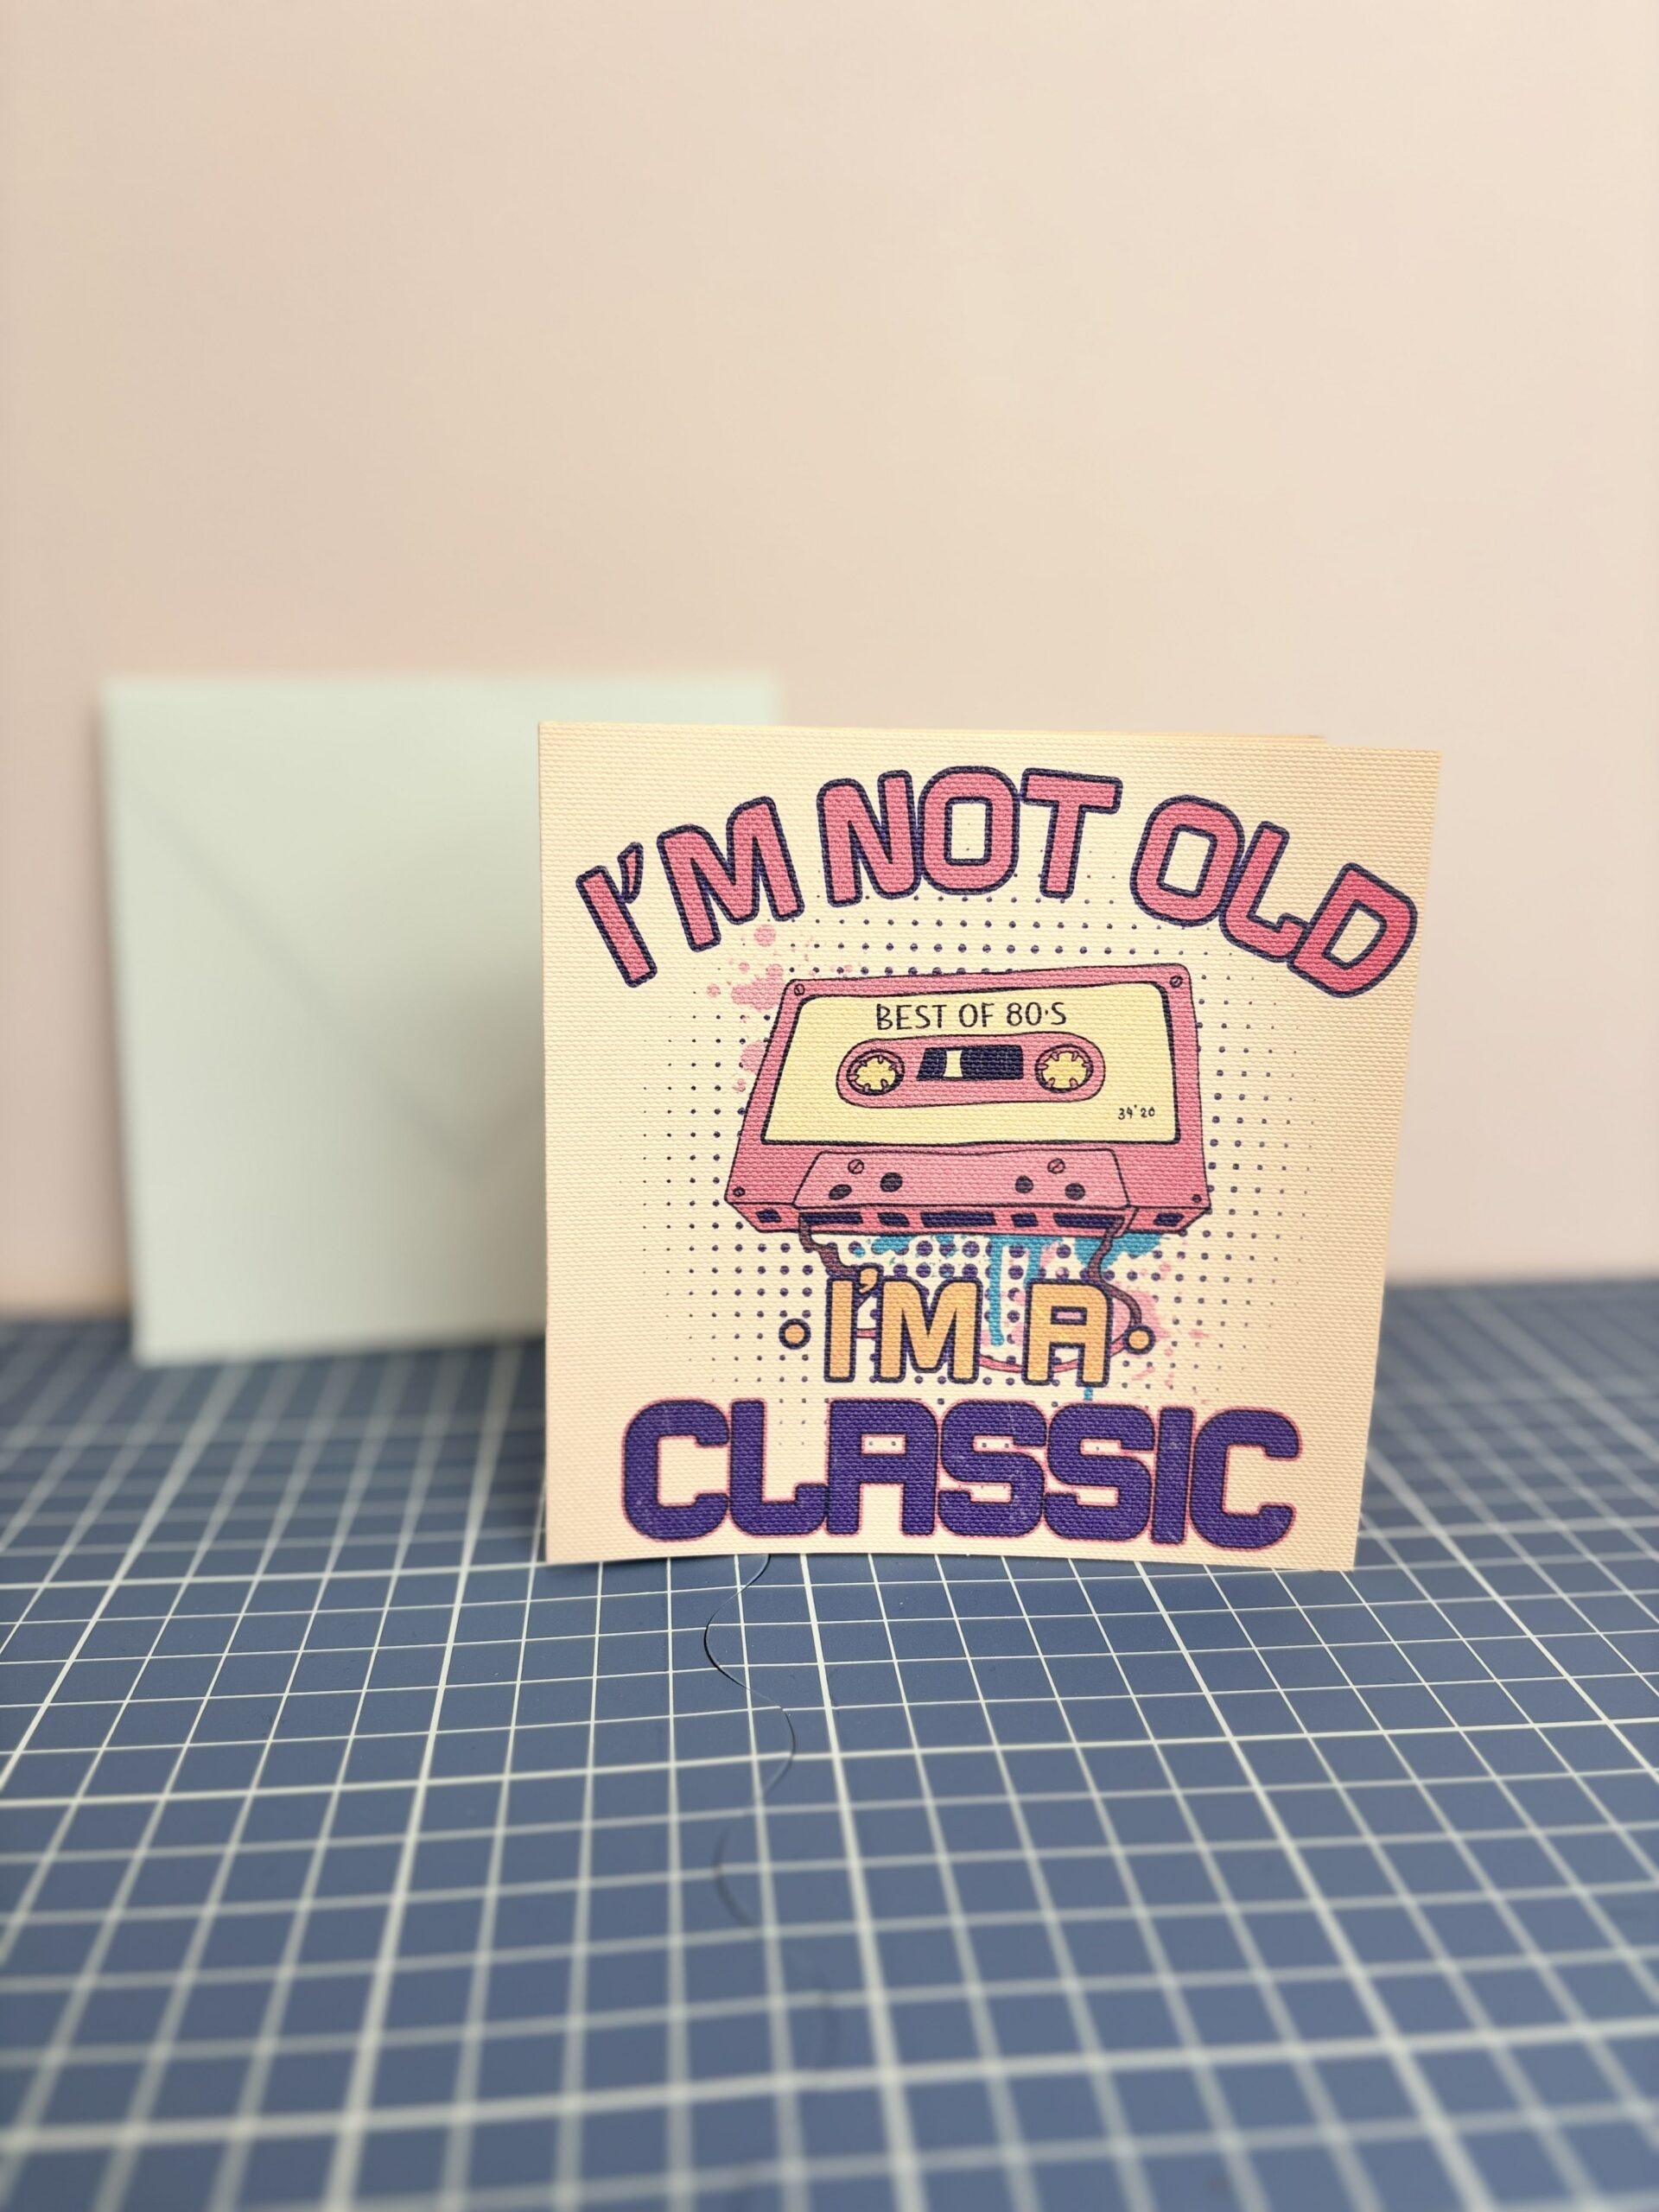 I'M NOT OLD
BEST OF 80·S
34'20
I'M A
CLASSIC